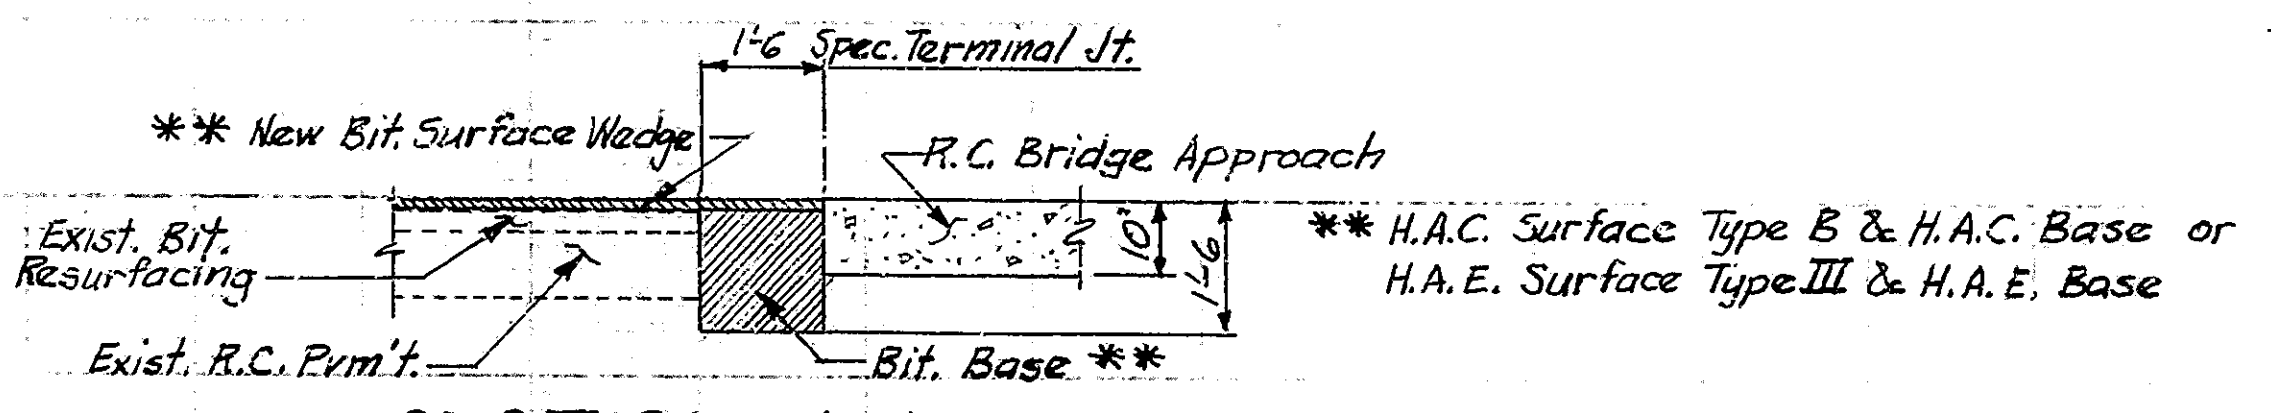 1'-6 Spec. Terminal Jt.
** New Bit. Surface Wedge
R.C. Bridge Approach
Exist. Bit.
Resurfacing
10"
1'-6
** H.A.C. Surface Type B & H.A.C. Base or
H.A.E. Surface Type III & H.A.E. Base
Exist. R.C. Pvm't.
Bit. Base **